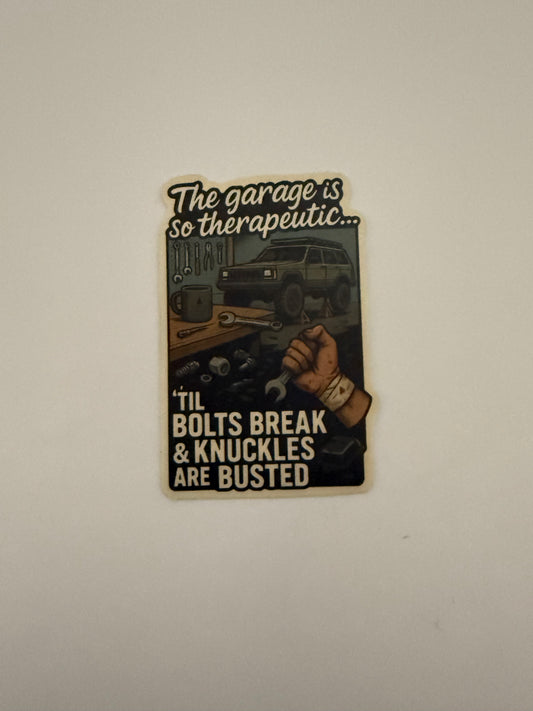 The garage is
so therapeutic...
'TIL
BOLTS BREAK
& KNUCKLES
ARE BUSTED